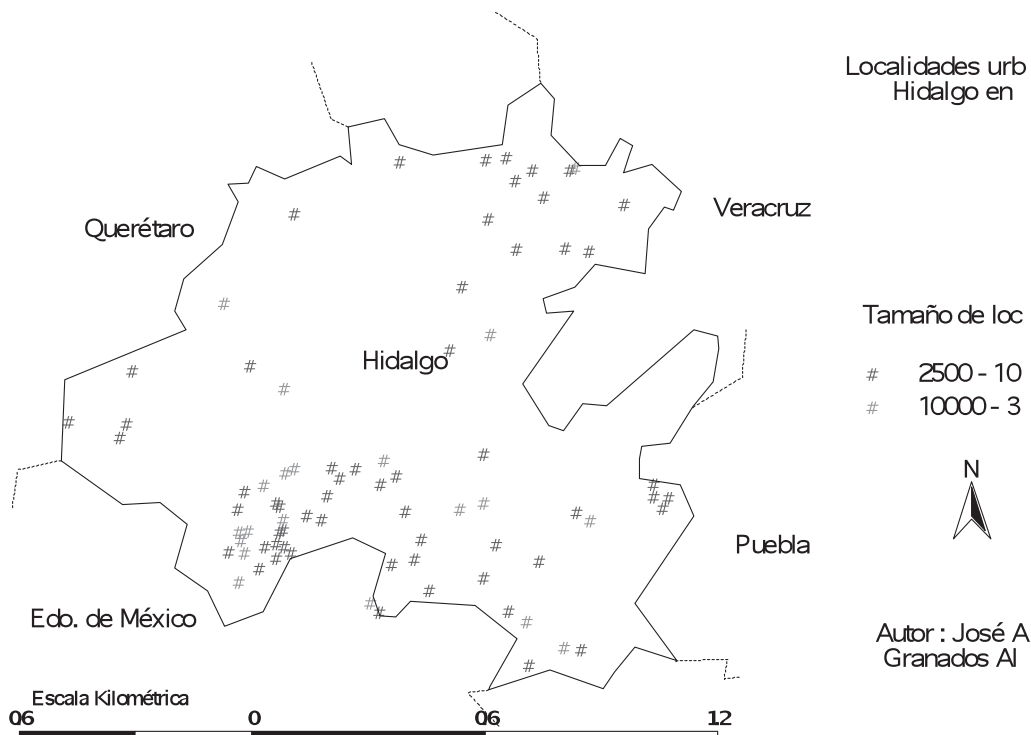 Localidades urb
Hidalgo en
Querétaro
Veracruz
Tamaño de loc
Hidalgo
# 2500 - 10
# 10000 - 3
N
Puebla
Edo. de México
Autor : José A
Granados Al
Escala Kilométrica
06 0 06 12